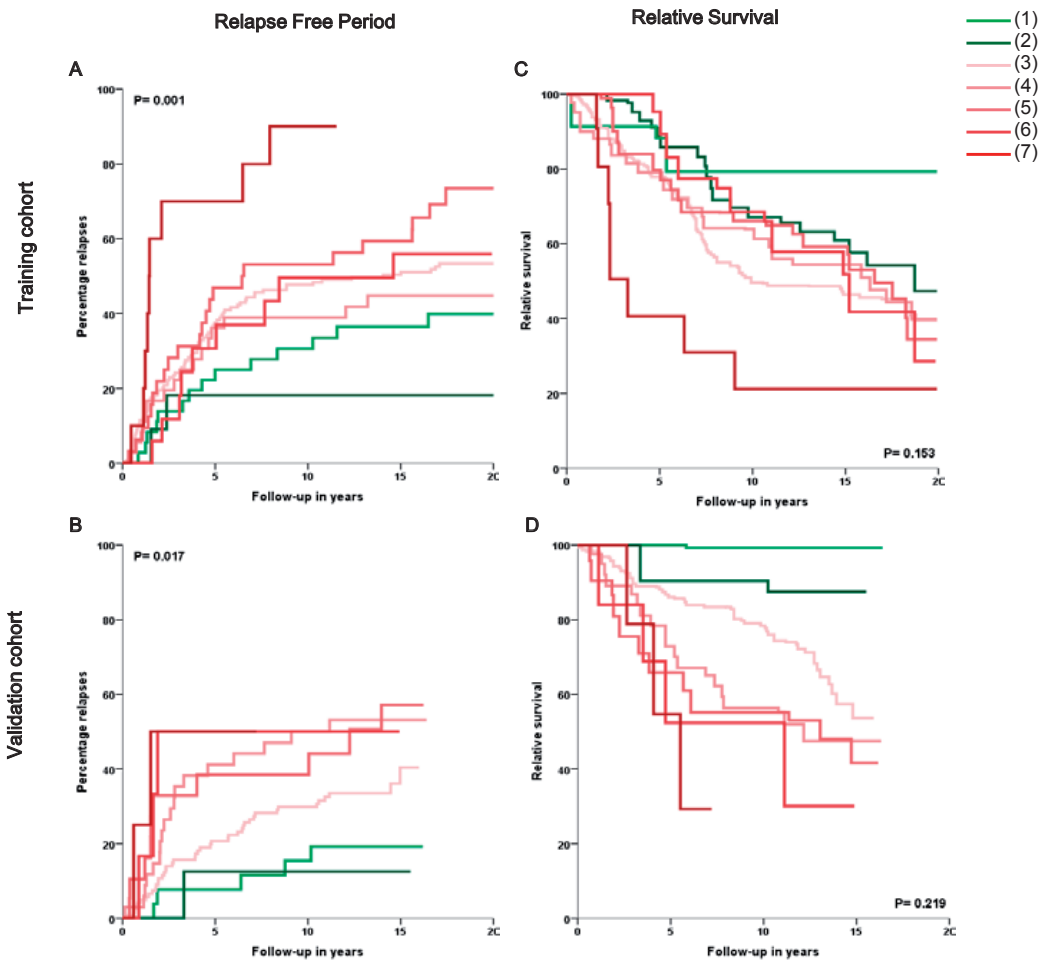 Relapse Free Period
Relative Survival
(1)
(2)
(3)
(4)
(5)
(6)
(7)
Training cohort
A
P= 0.001
Percentage relapses
100
80
60
40
20
0
0 5 10 15 2C
Follow-up in years
C
Relative survival
100
80
60
40
20
0
P= 0.153
0 5 10 15 2C
Follow-up in years
Validation cohort
B
P= 0.017
Percentage relapses
100
80
60
40
20
0
0 5 10 15 2C
Follow-up in years
D
Relative survival
100
80
60
40
20
0
P= 0.219
0 5 10 15 2C
Follow-up in years